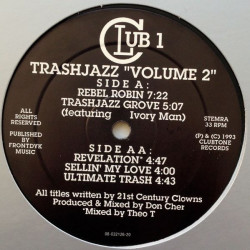 CLUB 1
TRASHJAZZ "VOLUME 2"
SIDE A:
REBEL ROBIN 7:22
TRASHJAZZ GROVE 5:07
(featuring Ivory Man)
ALL
RIGHTS
RESERVED
PUBLISHED
BY
FRONTDYK
MUSIC
STEMRA
33 RPM
(P) & (C) 1993
CLUBTONE
RECORDS
SIDE AA:
REVELATION* 4:47
SELLIN' MY LOVE 4:00
ULTIMATE TRASH 4:43
All titles written by 21st Century Clowns
Produced & Mixed by Don Cher
*Mixed by Theo T